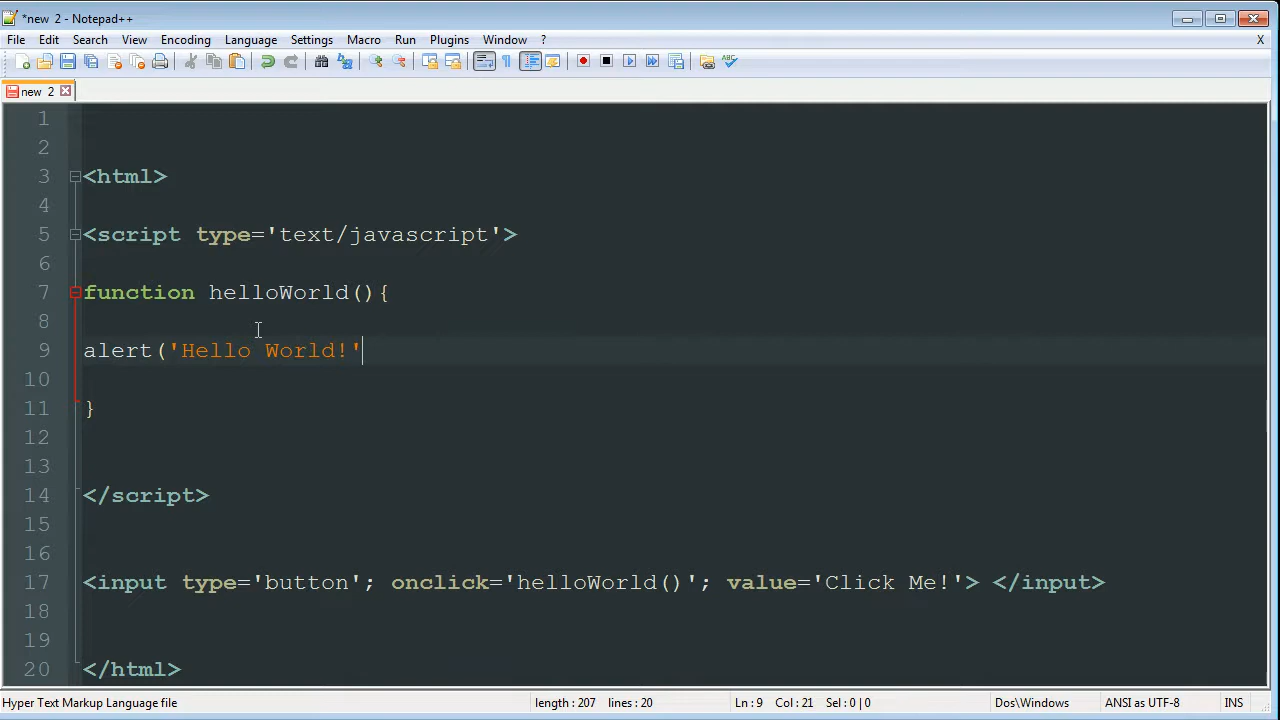 *new  2 - Notepad++
File Edit Search View Encoding Language Settings Macro Run Plugins Window ? X
new  2
1
2
3 <html>
4
5 <script type='text/javascript'>
6
7 function helloWorld(){
8
9 alert('Hello World!'
10
11 }
12
13
14 </script>
15
16
17 <input type='button'; onclick='helloWorld()'; value='Click Me!'> </input>
18
19
20 </html>
Hyper Text Markup Language file length : 207 lines : 20 Ln : 9 Col : 21 Sel : 0 | 0 Dos\Windows ANSI as UTF-8 INS